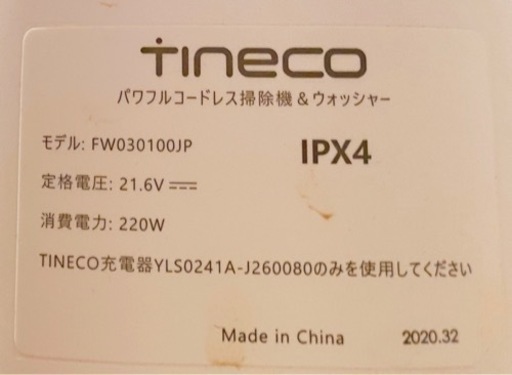 TINECO
パワフルコードレス掃除機＆ウォッシャー
モデル: FW030100JP IPX4
定格電圧: 21.6V
消費電力: 220W
TINECO充電器YLS0241A-J260080のみを使用してください
Made in China 2020.32